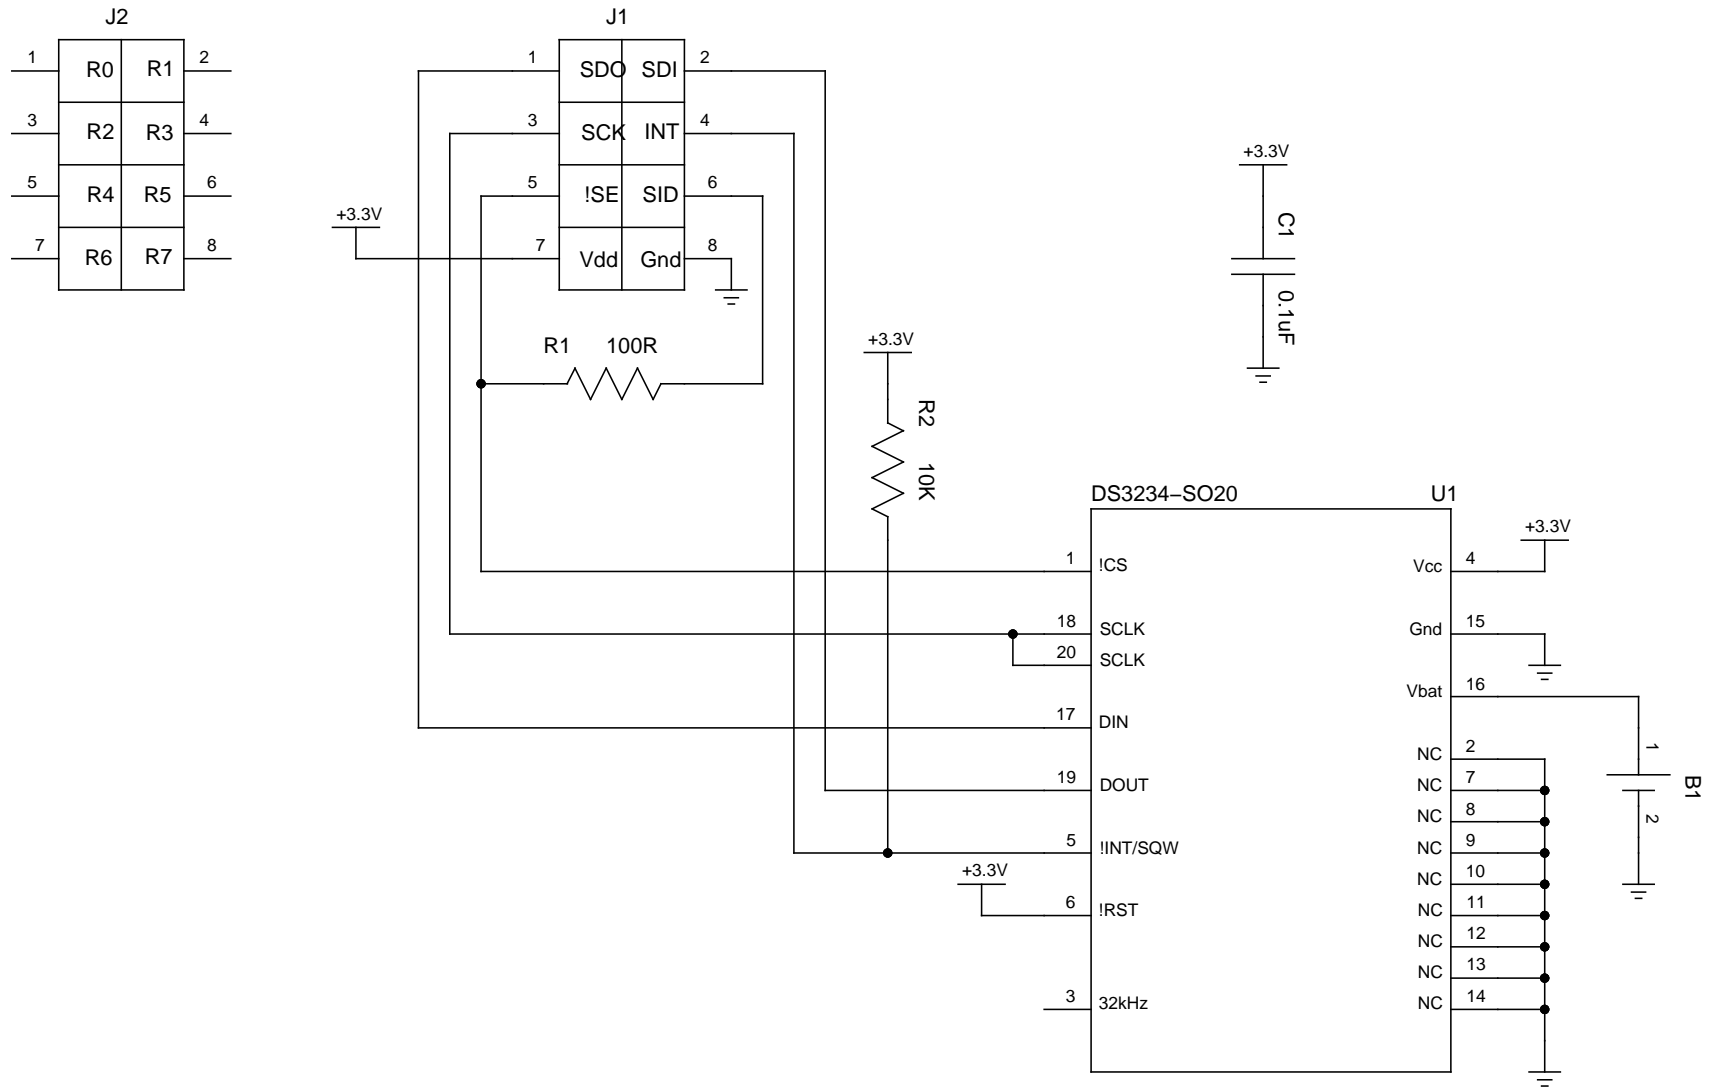 J2
1 R0 R1 2
3 R2 R3 4
5 R4 R5 6
7 R6 R7 8
J1
1 SDO SDI 2
3 SCK INT 4
5 !SE SID 6
+3.3V
7 Vdd Gnd 8
R1 100R
+3.3V
C1
0.1uF
+3.3V
R2
10K
DS3234–SO20 U1
+3.3V
1 !CS Vcc 4
18 SCLK Gnd 15
20 SCLK
Vbat 16
17 DIN
NC 2
19 DOUT NC 7
NC 8
5 !INT/SQW NC 9
+3.3V
NC 10
6 !RST NC 11
NC 12
NC 13
3 32kHz NC 14
1
B1
2